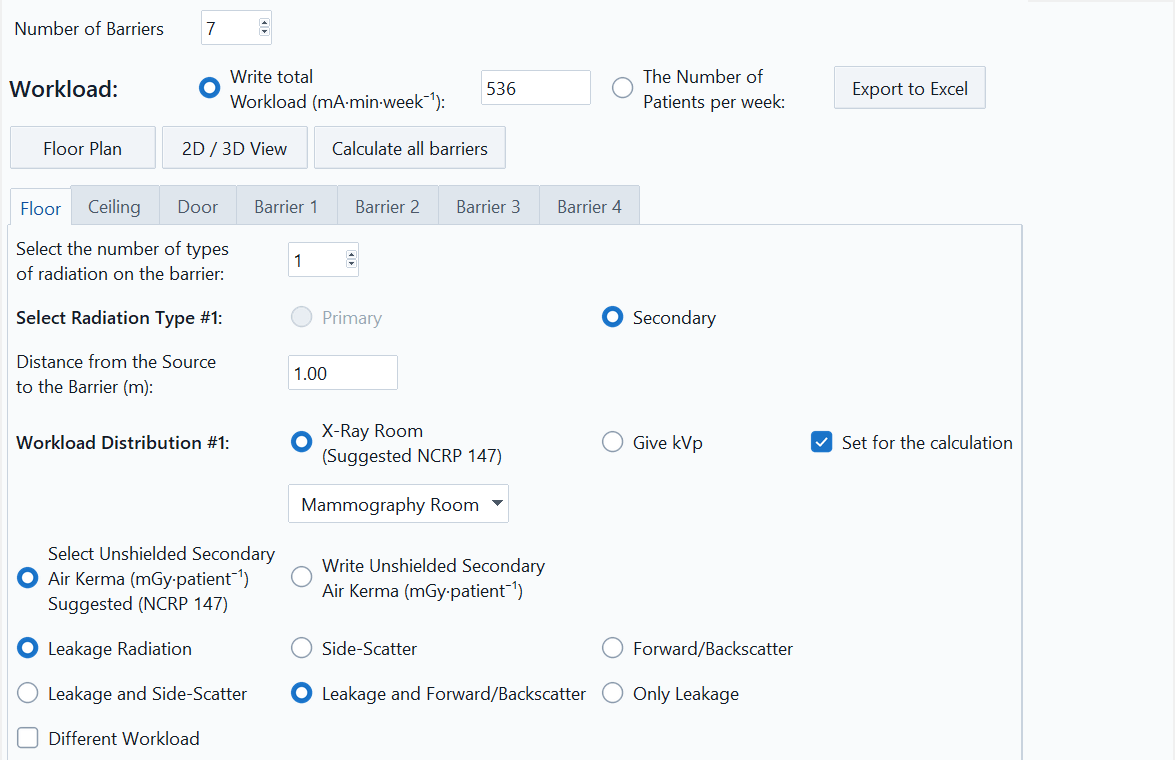 Number of Barriers
7
Workload:
Write total
Workload (mA·min·week⁻¹):
536
The Number of
Patients per week:
Export to Excel
Floor Plan
2D / 3D View
Calculate all barriers
Floor
Ceiling
Door
Barrier 1
Barrier 2
Barrier 3
Barrier 4
Select the number of types
of radiation on the barrier:
1
Select Radiation Type #1:
Primary
Secondary
Distance from the Source
to the Barrier (m):
1.00
Workload Distribution #1:
X-Ray Room
(Suggested NCRP 147)
Give kVp
Set for the calculation
Mammography Room
Select Unshielded Secondary
Air Kerma (mGy·patient⁻¹)
Suggested (NCRP 147)
Write Unshielded Secondary
Air Kerma (mGy·patient⁻¹)
Leakage Radiation
Side-Scatter
Forward/Backscatter
Leakage and Side-Scatter
Leakage and Forward/Backscatter
Only Leakage
Different Workload